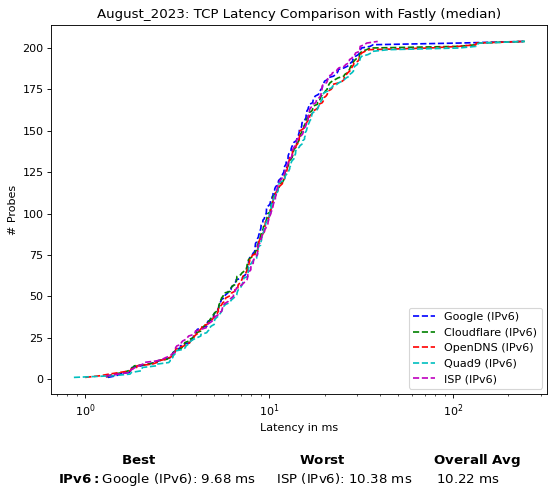 August_2023: TCP Latency Comparison with Fastly (median)
200
175
150
125
100
75
50
25
0
# Probes
Google (IPv6)
Cloudflare (IPv6)
OpenDNS (IPv6)
Quad9 (IPv6)
ISP (IPv6)
10⁰ 10¹ 10²
Latency in ms
Best Worst Overall Avg
IPv6: Google (IPv6): 9.68 ms ISP (IPv6): 10.38 ms 10.22 ms